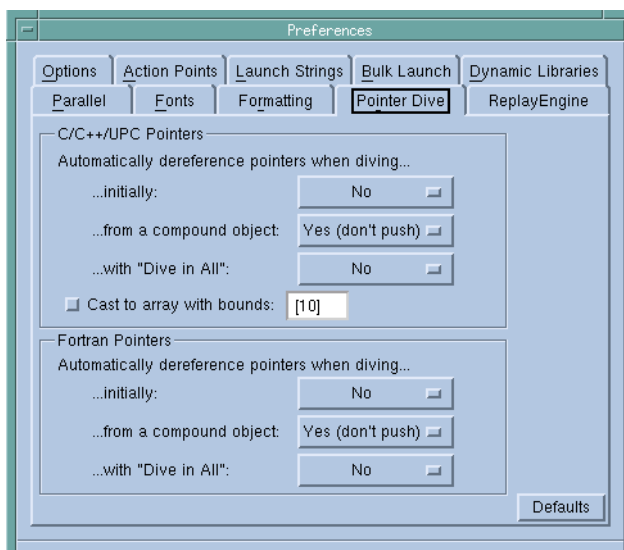 Preferences
Options Action Points Launch Strings Bulk Launch Dynamic Libraries
Parallel Fonts Formatting Pointer Dive ReplayEngine
C/C++/UPC Pointers
Automatically dereference pointers when diving...
...initially: No
...from a compound object: Yes (don't push)
...with "Dive in All": No
Cast to array with bounds: [10]
Fortran Pointers
Automatically dereference pointers when diving...
...initially: No
...from a compound object: Yes (don't push)
...with "Dive in All": No
Defaults